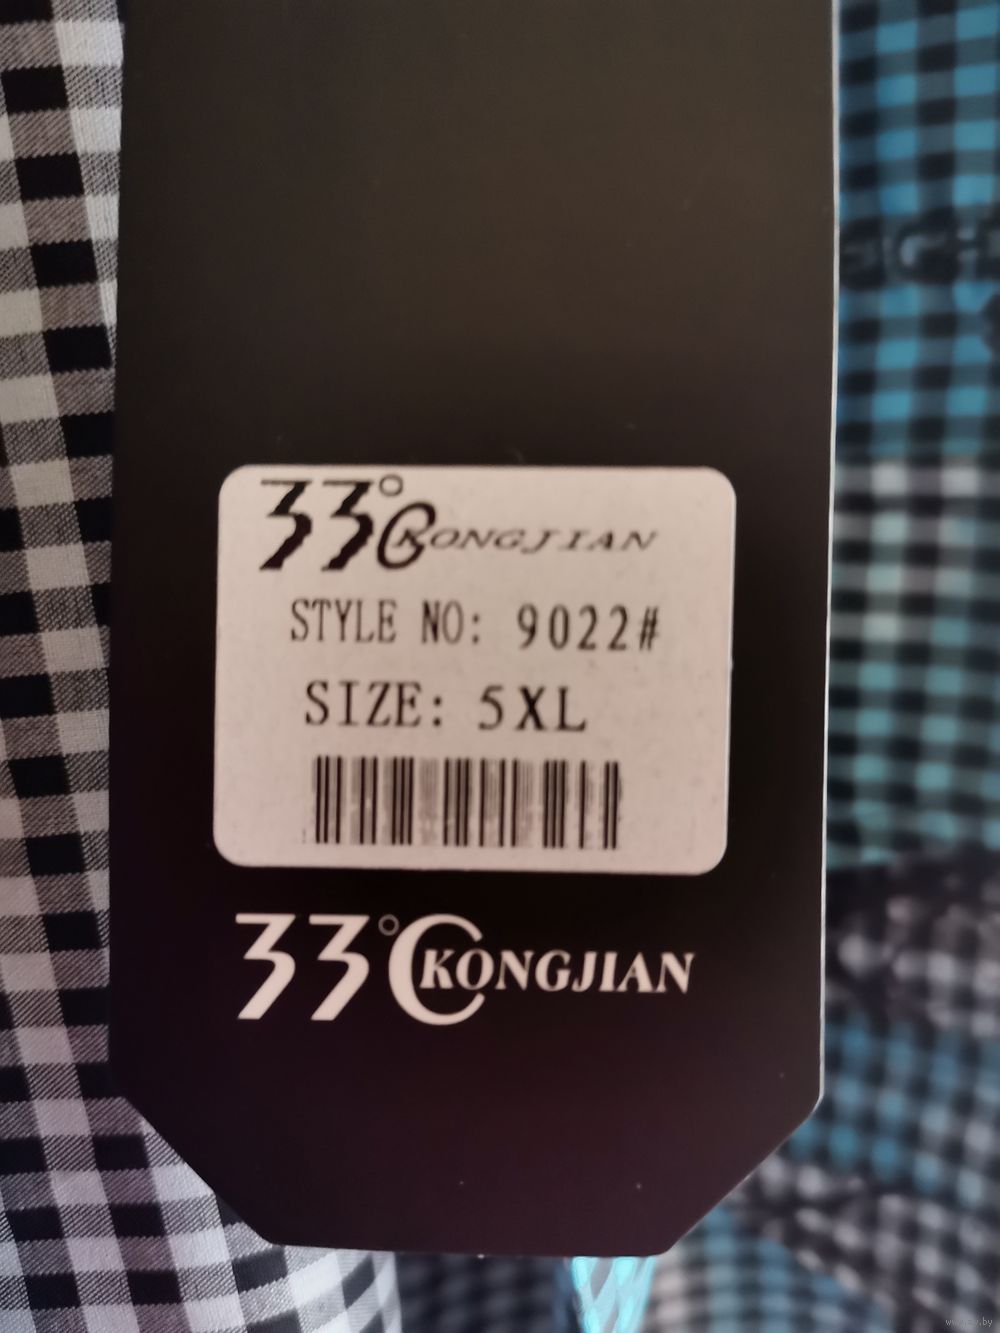 33°C KONGJIAN
STYLE NO: 9022#
SIZE: 5XL
33°C KONGJIAN